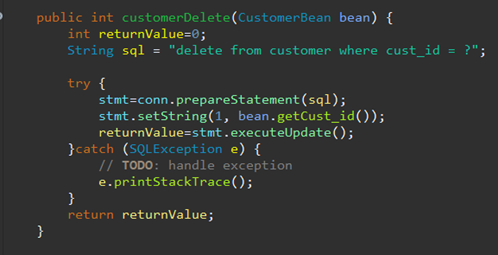 public int customerDelete(CustomerBean bean) {
    int returnValue=0;
    String sql = "delete from customer where cust_id = ?";

    try {
        stmt=conn.prepareStatement(sql);
        stmt.setString(1, bean.getCust_id());
        returnValue=stmt.executeUpdate();
    }catch (SQLException e) {
        // TODO: handle exception
        e.printStackTrace();
    }
    return returnValue;
}